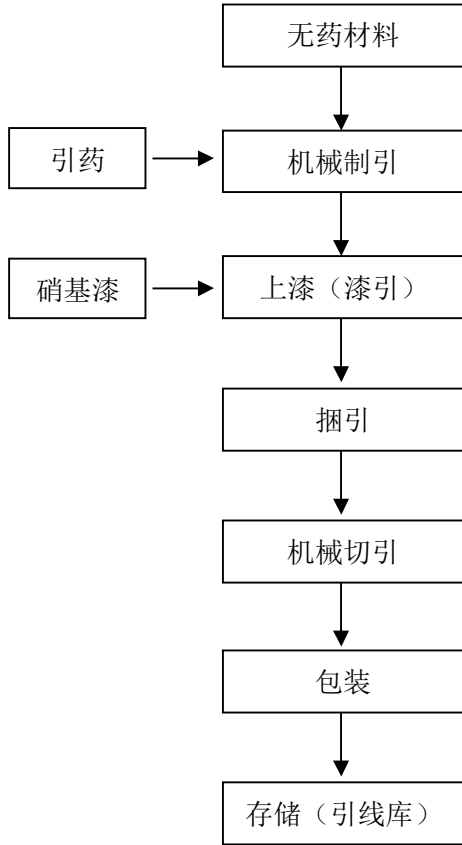 无药材料
引药
机械制引
硝基漆
上漆（漆引）
捆引
机械切引
包装
存储（引线库）